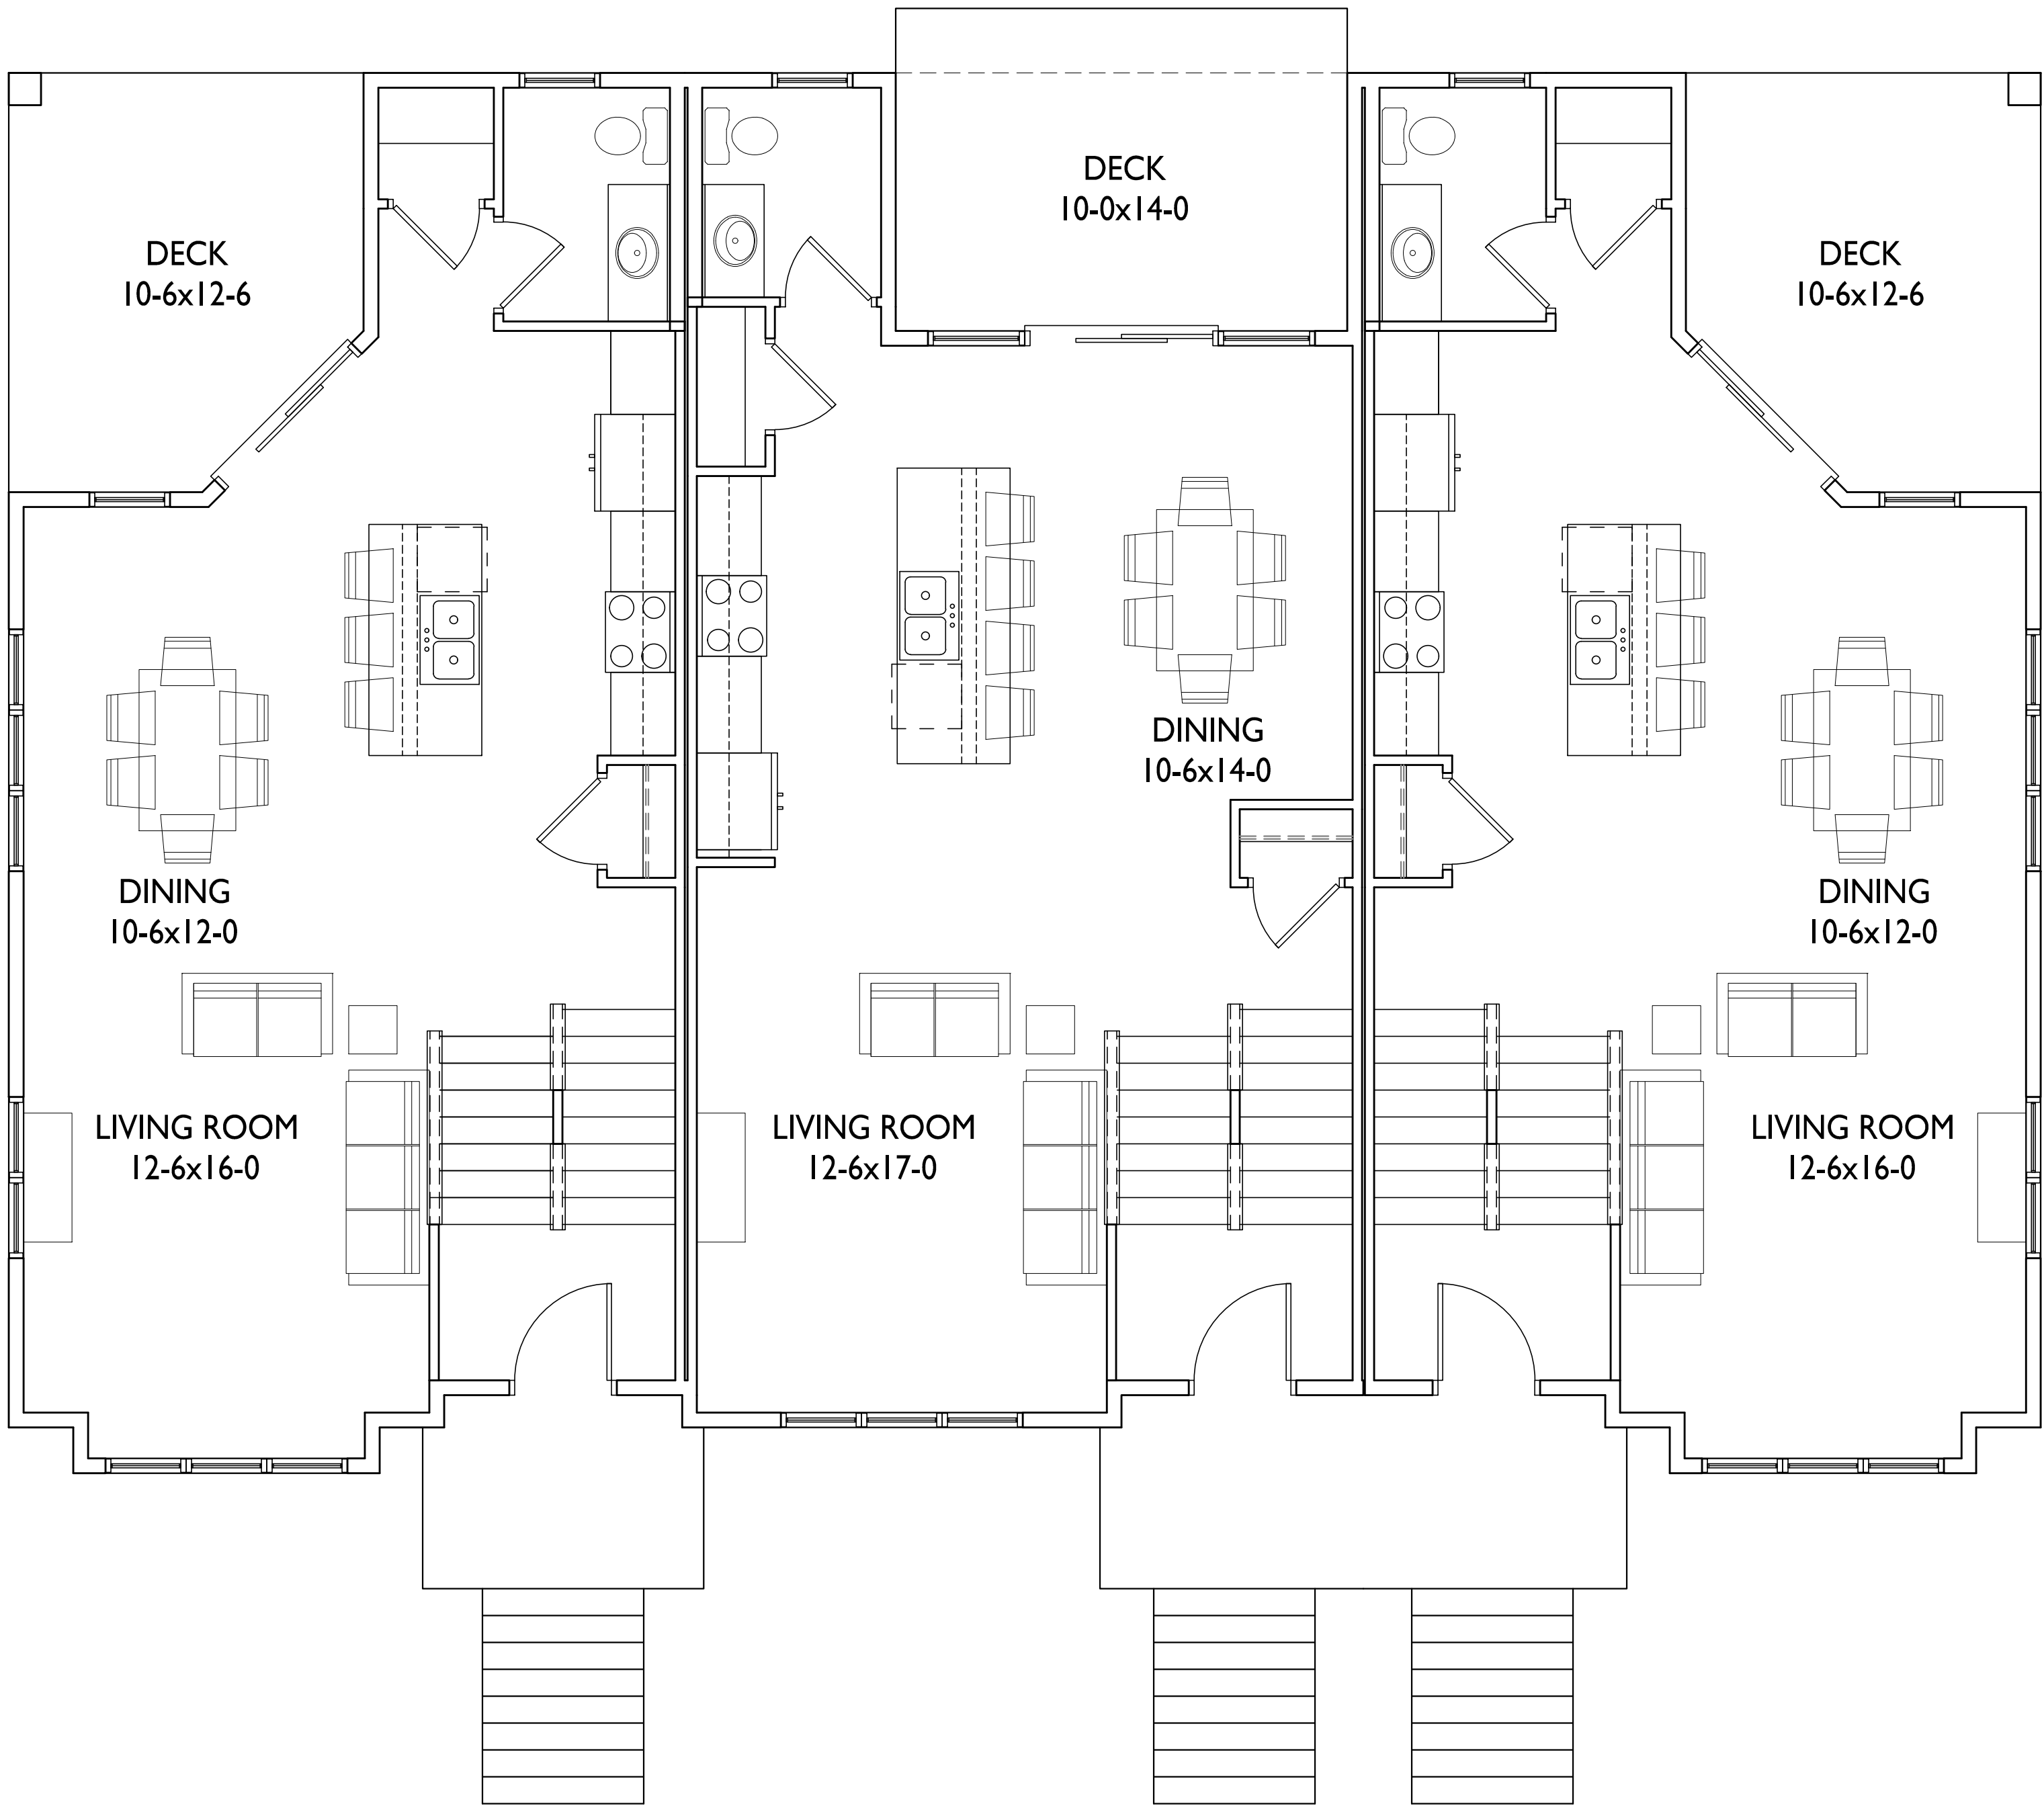 DECK
10-0x14-0
DECK
10-6x12-6
DECK
10-6x12-6
DINING
10-6x14-0
DINING
10-6x12-0
DINING
10-6x12-0
LIVING ROOM
12-6x16-0
LIVING ROOM
12-6x17-0
LIVING ROOM
12-6x16-0